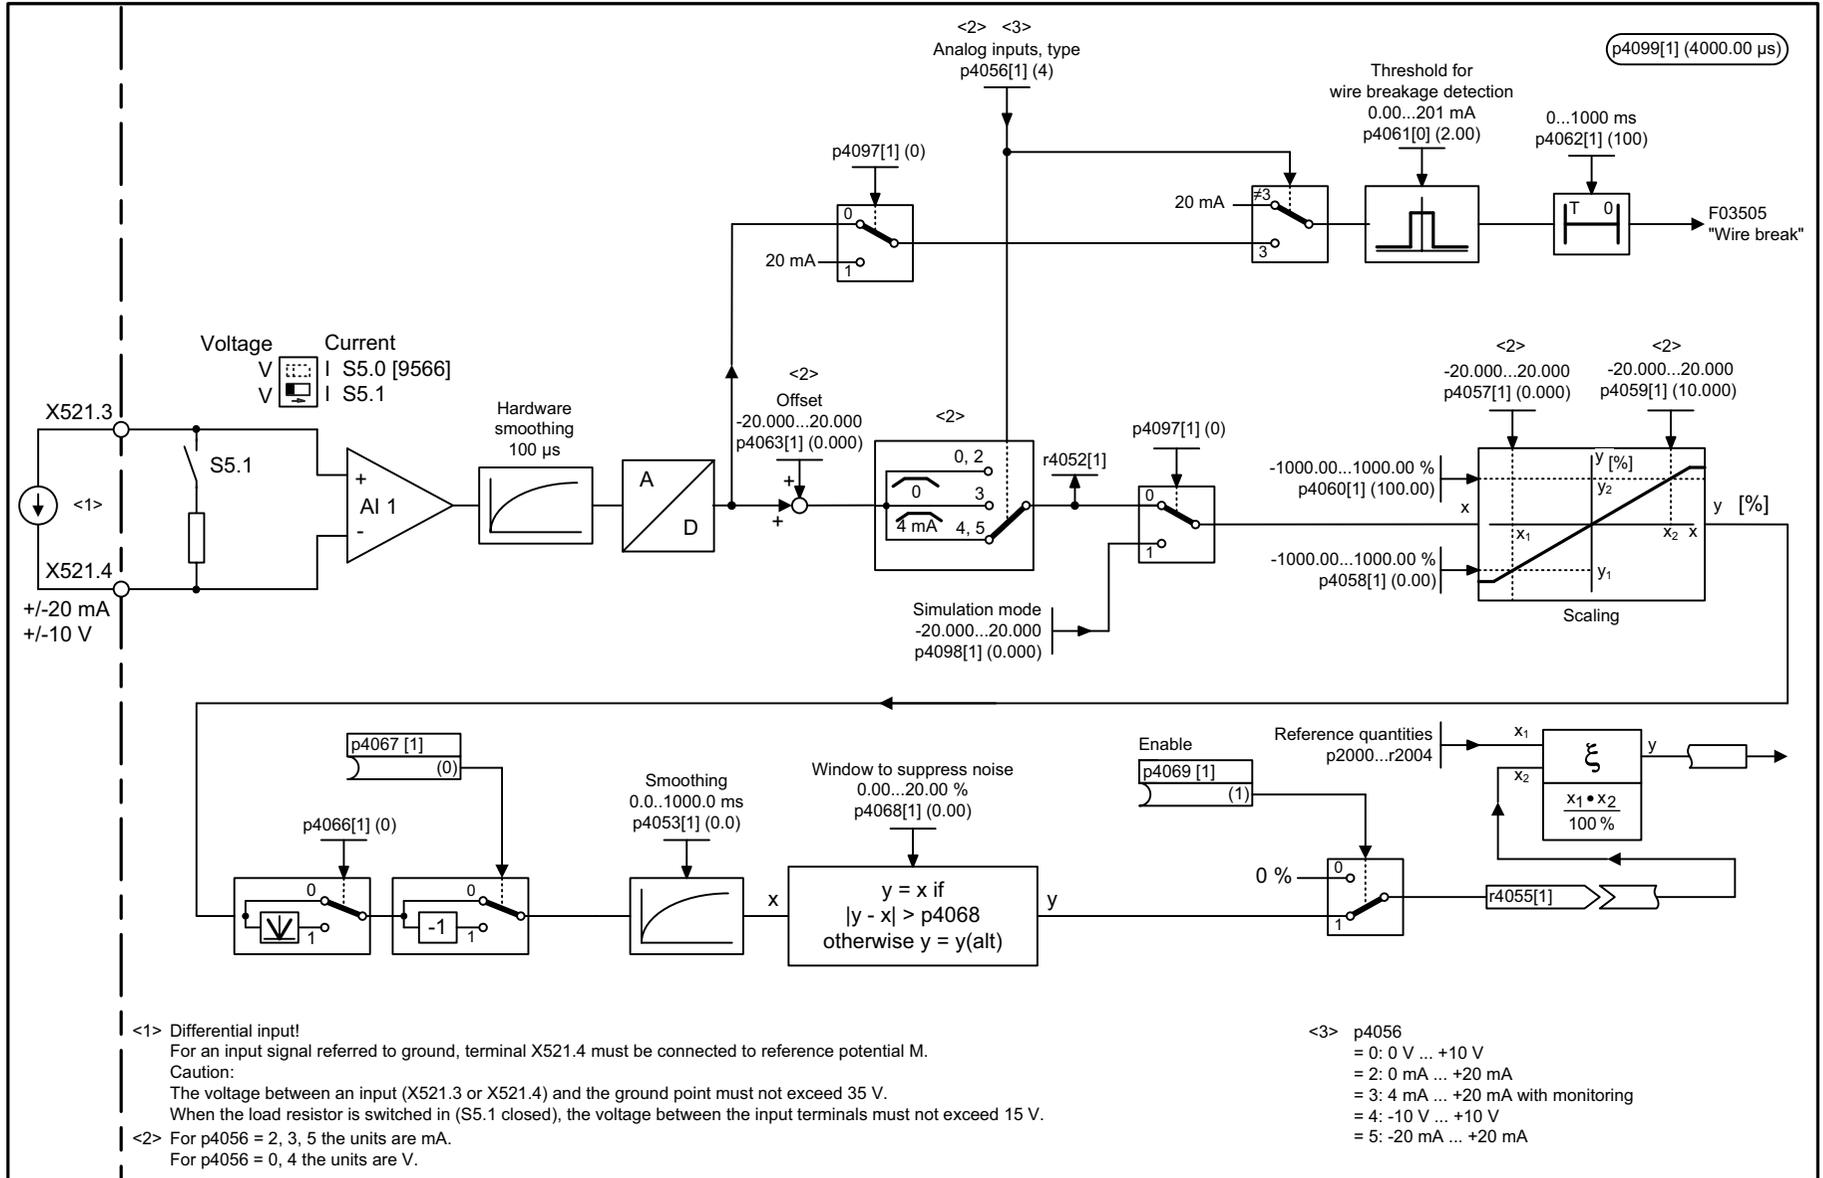 <2> <3>
Analog inputs, type
p4056[1] (4)
p4099[1] (4000.00 µs)
Threshold for
wire breakage detection
0.00...201 mA
p4061[0] (2.00)
0...1000 ms
p4062[1] (100)
p4097[1] (0)
0
20 mA
1
20 mA
≠3
3
T 0
F03505
"Wire break"
Voltage Current
V I S5.0 [9566]
V I S5.1
X521.3
S5.1
<1>
X521.4
+/-20 mA
+/-10 V
+
AI 1
-
Hardware
smoothing
100 µs
A
D
<2>
Offset
-20.000...20.000
p4063[1] (0.000)
+
+
<2>
0, 2
0
3
4 mA
4, 5
r4052[1]
p4097[1] (0)
0
1
Simulation mode
-20.000...20.000
p4098[1] (0.000)
<2>
-20.000...20.000
p4057[1] (0.000)
<2>
-20.000...20.000
p4059[1] (10.000)
-1000.00...1000.00 %
p4060[1] (100.00)
x
-1000.00...1000.00 %
p4058[1] (0.00)
y [%]
y2
x1
x2 x
y1
y [%]
Scaling
p4066[1] (0)
0
1
p4067 [1]
(0)
0
-1
1
Smoothing
0.0..1000.0 ms
p4053[1] (0.0)
Window to suppress noise
0.00...20.00 %
p4068[1] (0.00)
x
y = x if
|y - x| > p4068
otherwise y = y(alt)
y
Enable
p4069 [1]
(1)
0 %
0
1
r4055[1]
Reference quantities
p2000...r2004
x1
x2
ξ
x1 • x2
100 %
y
<1> Differential input!
For an input signal referred to ground, terminal X521.4 must be connected to reference potential M.
Caution:
The voltage between an input (X521.3 or X521.4) and the ground point must not exceed 35 V.
When the load resistor is switched in (S5.1 closed), the voltage between the input terminals must not exceed 15 V.
<2> For p4056 = 2, 3, 5 the units are mA.
For p4056 = 0, 4 the units are V.
<3> p4056
= 0: 0 V ... +10 V
= 2: 0 mA ... +20 mA
= 3: 4 mA ... +20 mA with monitoring
= 4: -10 V ... +10 V
= 5: -20 mA ... +20 mA